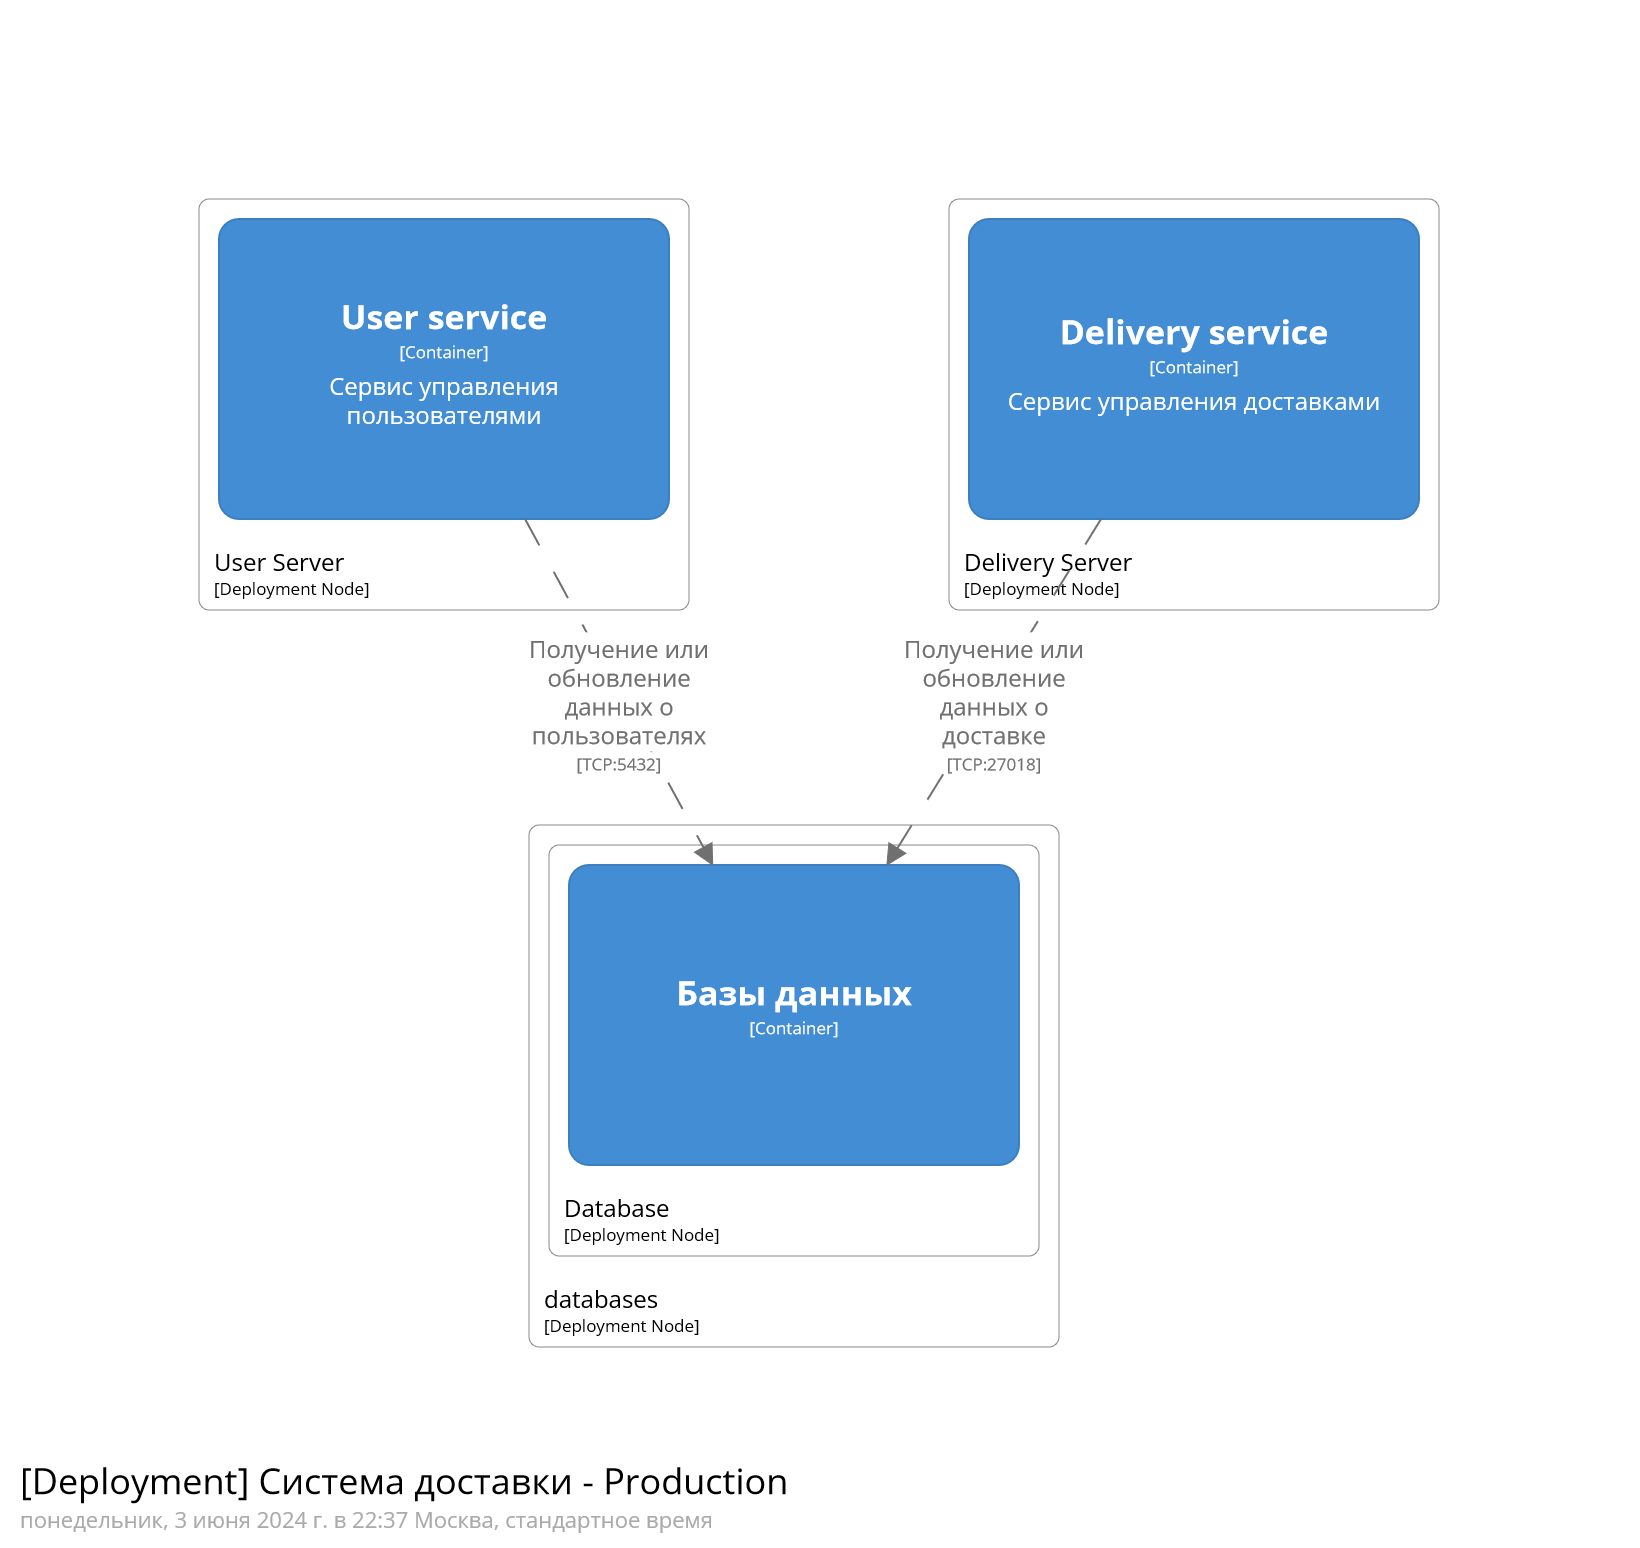 User service
[Container]
Сервис управления
пользователями
User Server
[Deployment Node]
Delivery service
[Container]
Сервис управления доставками
Delivery Server
[Deployment Node]
Получение или
обновление
данных о
пользователях
[TCP:5432]
Получение или
обновление
данных о
доставке
[TCP:27018]
Базы данных
[Container]
Database
[Deployment Node]
databases
[Deployment Node]
[Deployment] Система доставки - Production
понедельник, 3 июня 2024 г. в 22:37 Москва, стандартное время